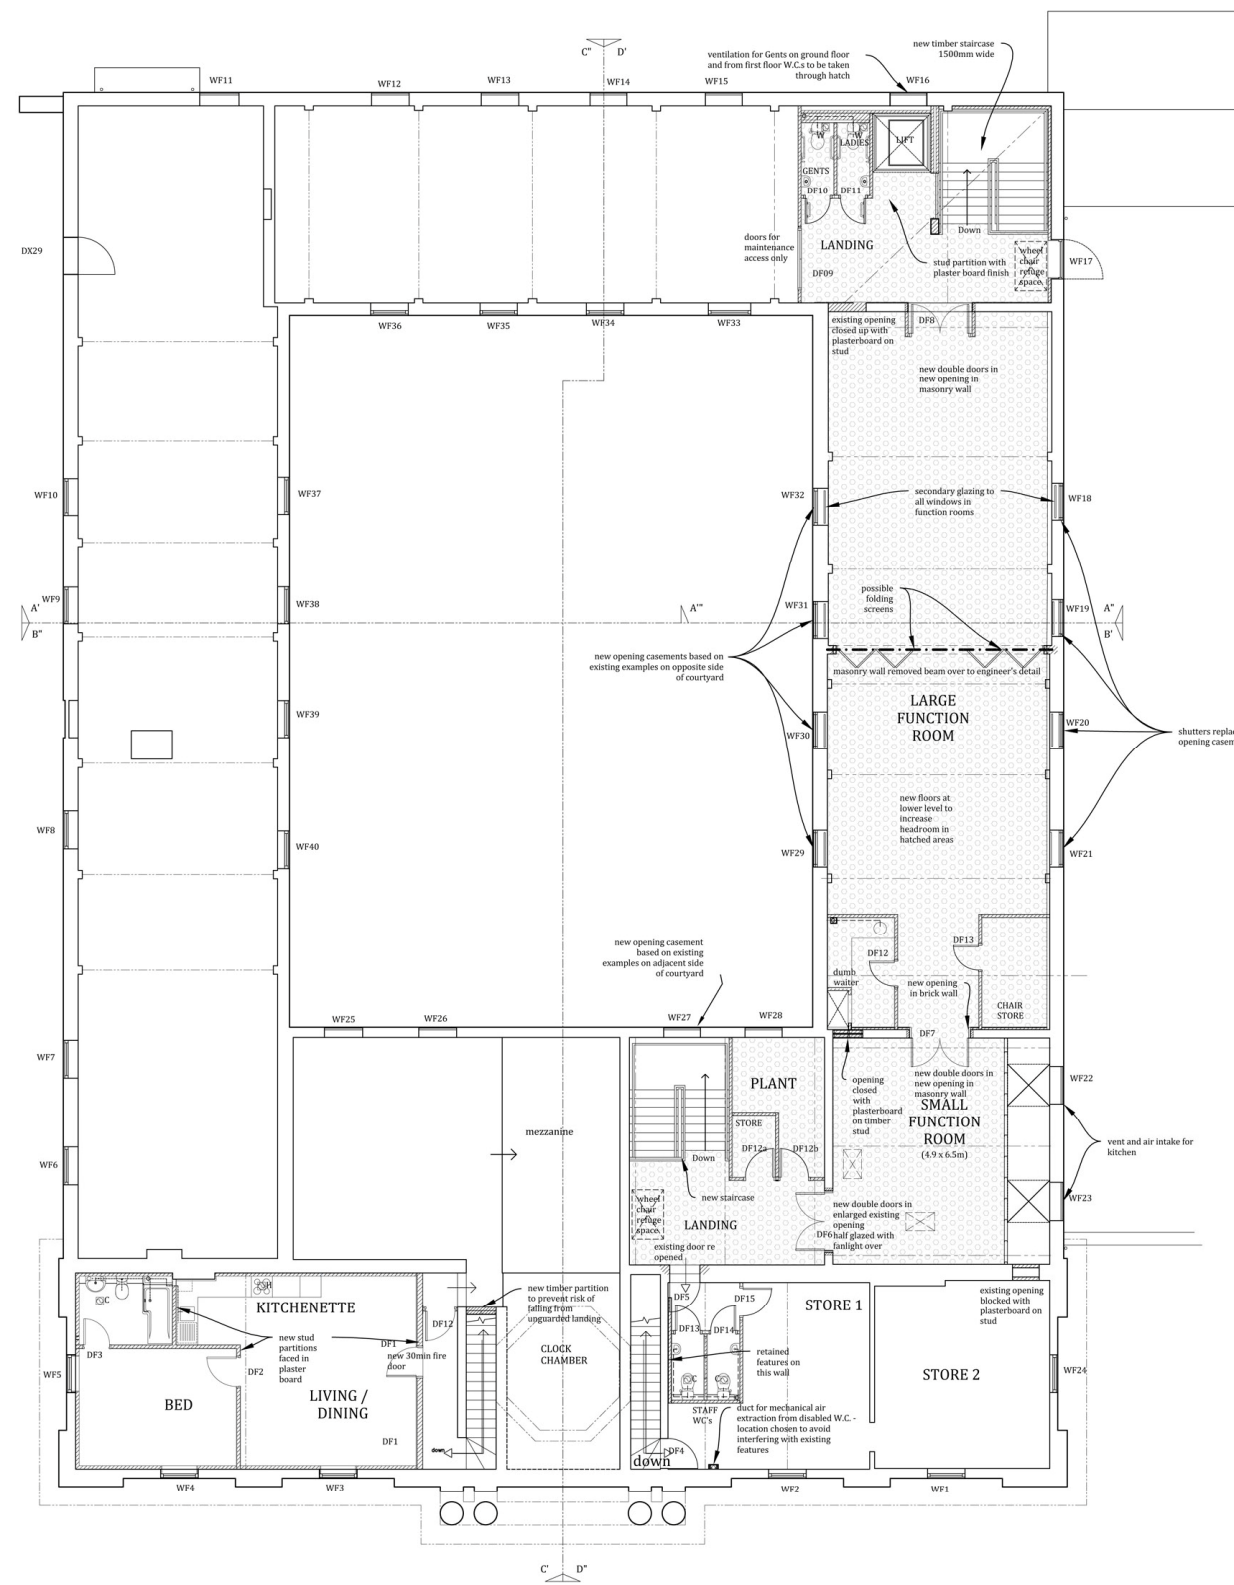 C" D'
ventilation for Gents on ground floor
and from first floor W.C.s to be taken
through hatch
new timber staircase
1500mm wide
WF11
WF12
WF13
WF14
WF15
WF16
W
W
LADIES
LIFT
GENTS
DF10
DF11
Down
DX29
doors for
maintenance
access only
LANDING
DF09
stud partition with
plaster board finish
wheel
chair
refuge
space
WF17
WF36
WF35
WF34
WF33
existing opening
closed up with
plasterboard on
stud
DF8
new double doors in
new opening in
masonry wall
WF10
WF37
WF32
secondary glazing to
all windows in
function rooms
WF18
WF9
WF38
WF31
possible
folding
screens
WF19
A'
B"
A'"
A"
B'
new opening casements based on
existing examples on opposite side
of courtyard
masonry wall removed beam over to engineer's detail
LARGE
FUNCTION
ROOM
WF39
WF30
WF20
shutters repla
opening casem
WF8
WF40
WF29
new floors at
lower level to
increase
headroom in
hatched areas
WF21
new opening casement
based on existing
examples on adjacent side
of courtyard
DF12
DF13
dumb
waiter
new opening
in brick wall
CHAIR
STORE
WF25
WF26
WF27
WF28
DF7
WF7
PLANT
opening
closed
with
plasterboard
on timber
stud
new double doors in
new opening in
masonry wall
SMALL
FUNCTION
ROOM
(4.9 x 6.5m)
WF22
mezzanine
STORE
DF12a
DF12b
Down
vent and air intake for
kitchen
WF6
new staircase
wheel
chair
refuge
space
LANDING
new double doors in
enlarged existing
opening
half glazed with
fanlight over
DF6
WF23
existing door re
opened
KITCHENETTE
H
C
new timber partition
to prevent risk of
falling from
unguarded landing
DF5
DF15
STORE 1
existing opening
blocked with
plasterboard on
stud
DF12
DF13
DF14
DF3
new stud
partitions
faced in
plaster
board
DF1
new 30min fire
door
CLOCK
CHAMBER
retained
features on
this wall
WF5
DF2
STORE 2
WF24
BED
LIVING /
DINING
C
C
STAFF
WC's
duct for mechanical air
extraction from disabled W.C. -
location chosen to avoid
interfering with existing
features
DF1
down
DF4
down
WF4
WF3
WF2
WF1
C' D"